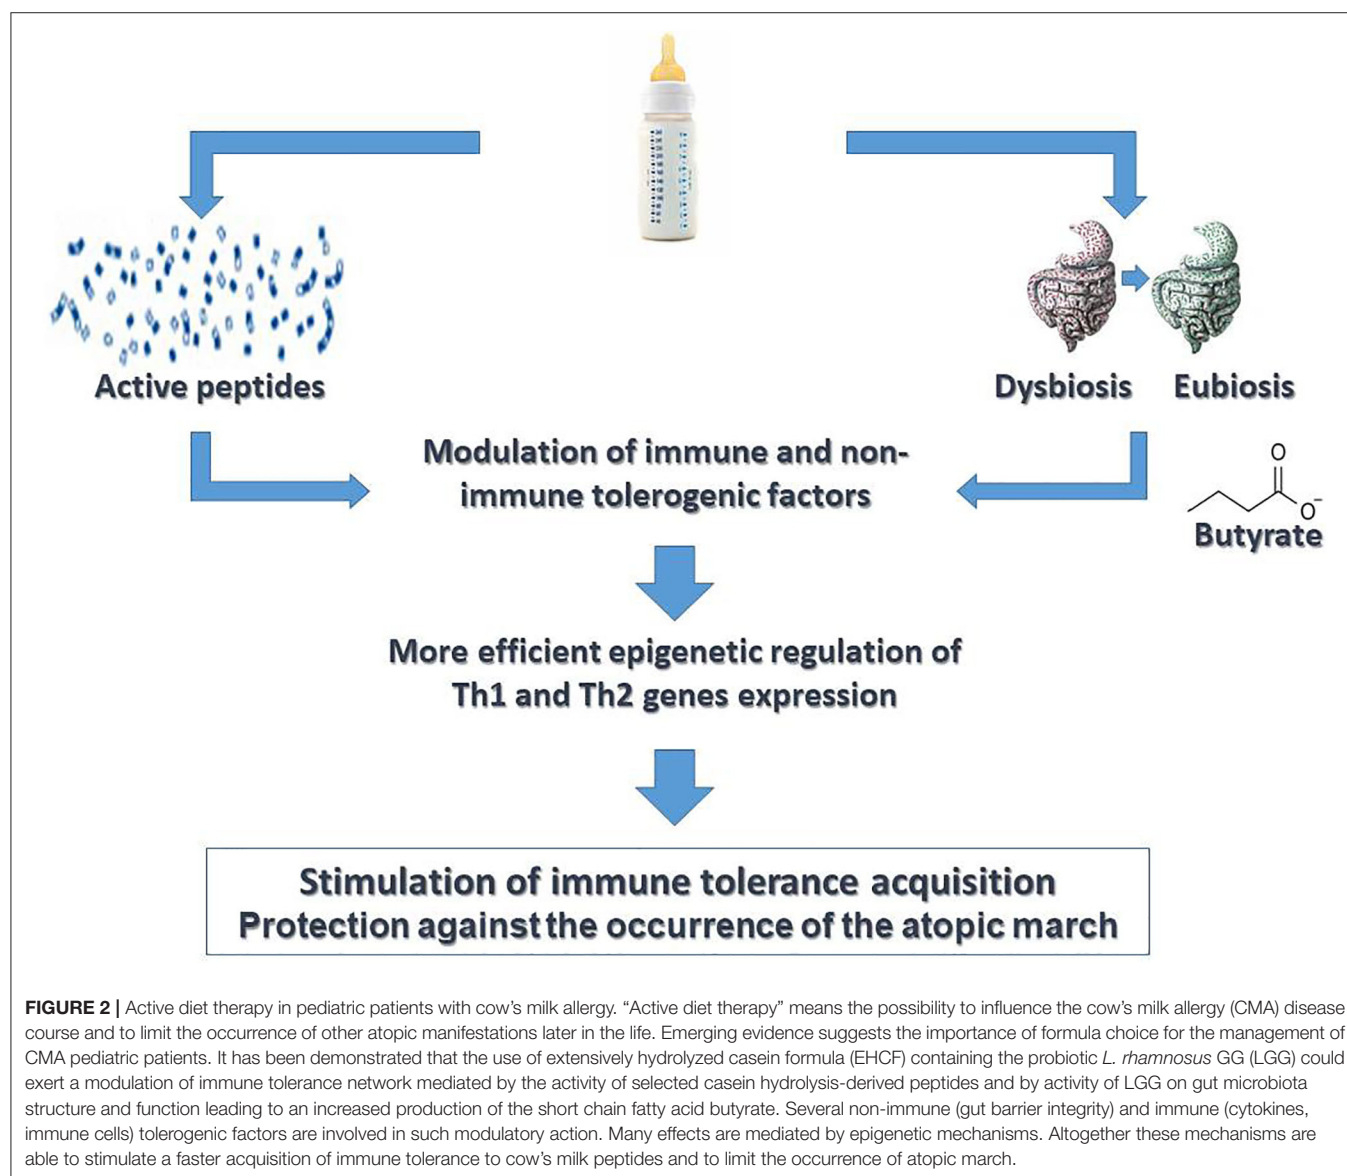 Active peptides
Dysbiosis Eubiosis
Modulation of immune and non-
immune tolerogenic factors
O
O⁻
Butyrate
More efficient epigenetic regulation of
Th1 and Th2 genes expression
Stimulation of immune tolerance acquisition
Protection against the occurrence of the atopic march
FIGURE 2 | Active diet therapy in pediatric patients with cow's milk allergy. “Active diet therapy” means the possibility to influence the cow's milk allergy (CMA) disease
course and to limit the occurrence of other atopic manifestations later in the life. Emerging evidence suggests the importance of formula choice for the management of
CMA pediatric patients. It has been demonstrated that the use of extensively hydrolyzed casein formula (EHCF) containing the probiotic L. rhamnosus GG (LGG) could
exert a modulation of immune tolerance network mediated by the activity of selected casein hydrolysis-derived peptides and by activity of LGG on gut microbiota
structure and function leading to an increased production of the short chain fatty acid butyrate. Several non-immune (gut barrier integrity) and immune (cytokines,
immune cells) tolerogenic factors are involved in such modulatory action. Many effects are mediated by epigenetic mechanisms. Altogether these mechanisms are
able to stimulate a faster acquisition of immune tolerance to cow's milk peptides and to limit the occurrence of atopic march.